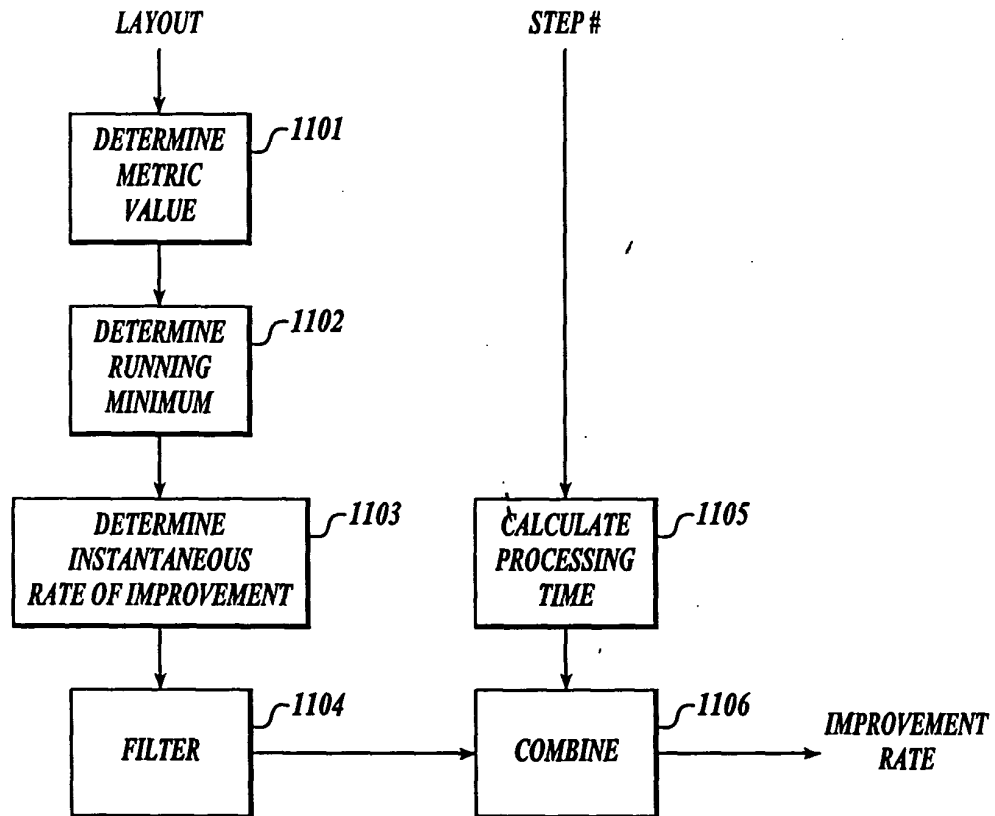 LAYOUT
STEP #
1101
DETERMINE
METRIC
VALUE
1102
DETERMINE
RUNNING
MINIMUM
1103
DETERMINE
INSTANTANEOUS
RATE OF IMPROVEMENT
1105
CALCULATE
PROCESSING
TIME
1104
FILTER
1106
COMBINE
IMPROVEMENT
RATE